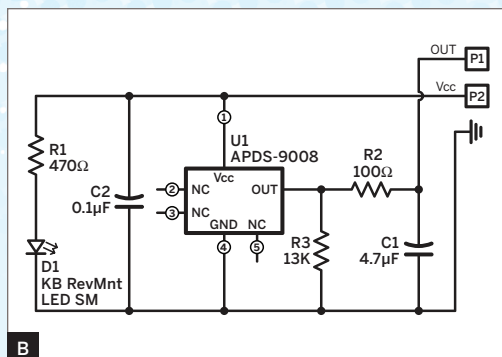 OUT
P1
Vcc
P2
1
R1
470Ω
U1
APDS-9008
Vcc
R2
100Ω
2
NC
OUT
C2
0.1µF
3
NC
GND
NC
R3
13K
C1
4.7µF
4
5
D1
KB RevMnt
LED SM
B